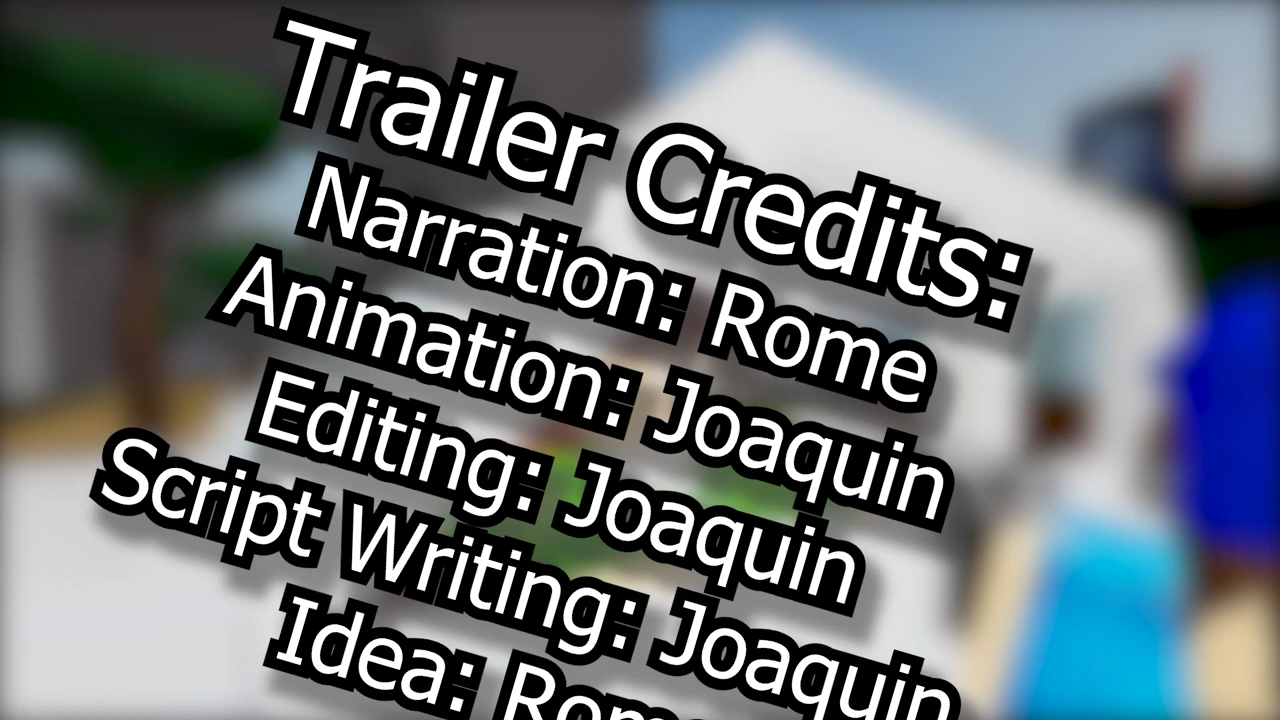 Trailer Credits:
Narration: Rome
Animation: Joaquin
Editing: Joaquin
Script Writing: Joaquin
Idea: